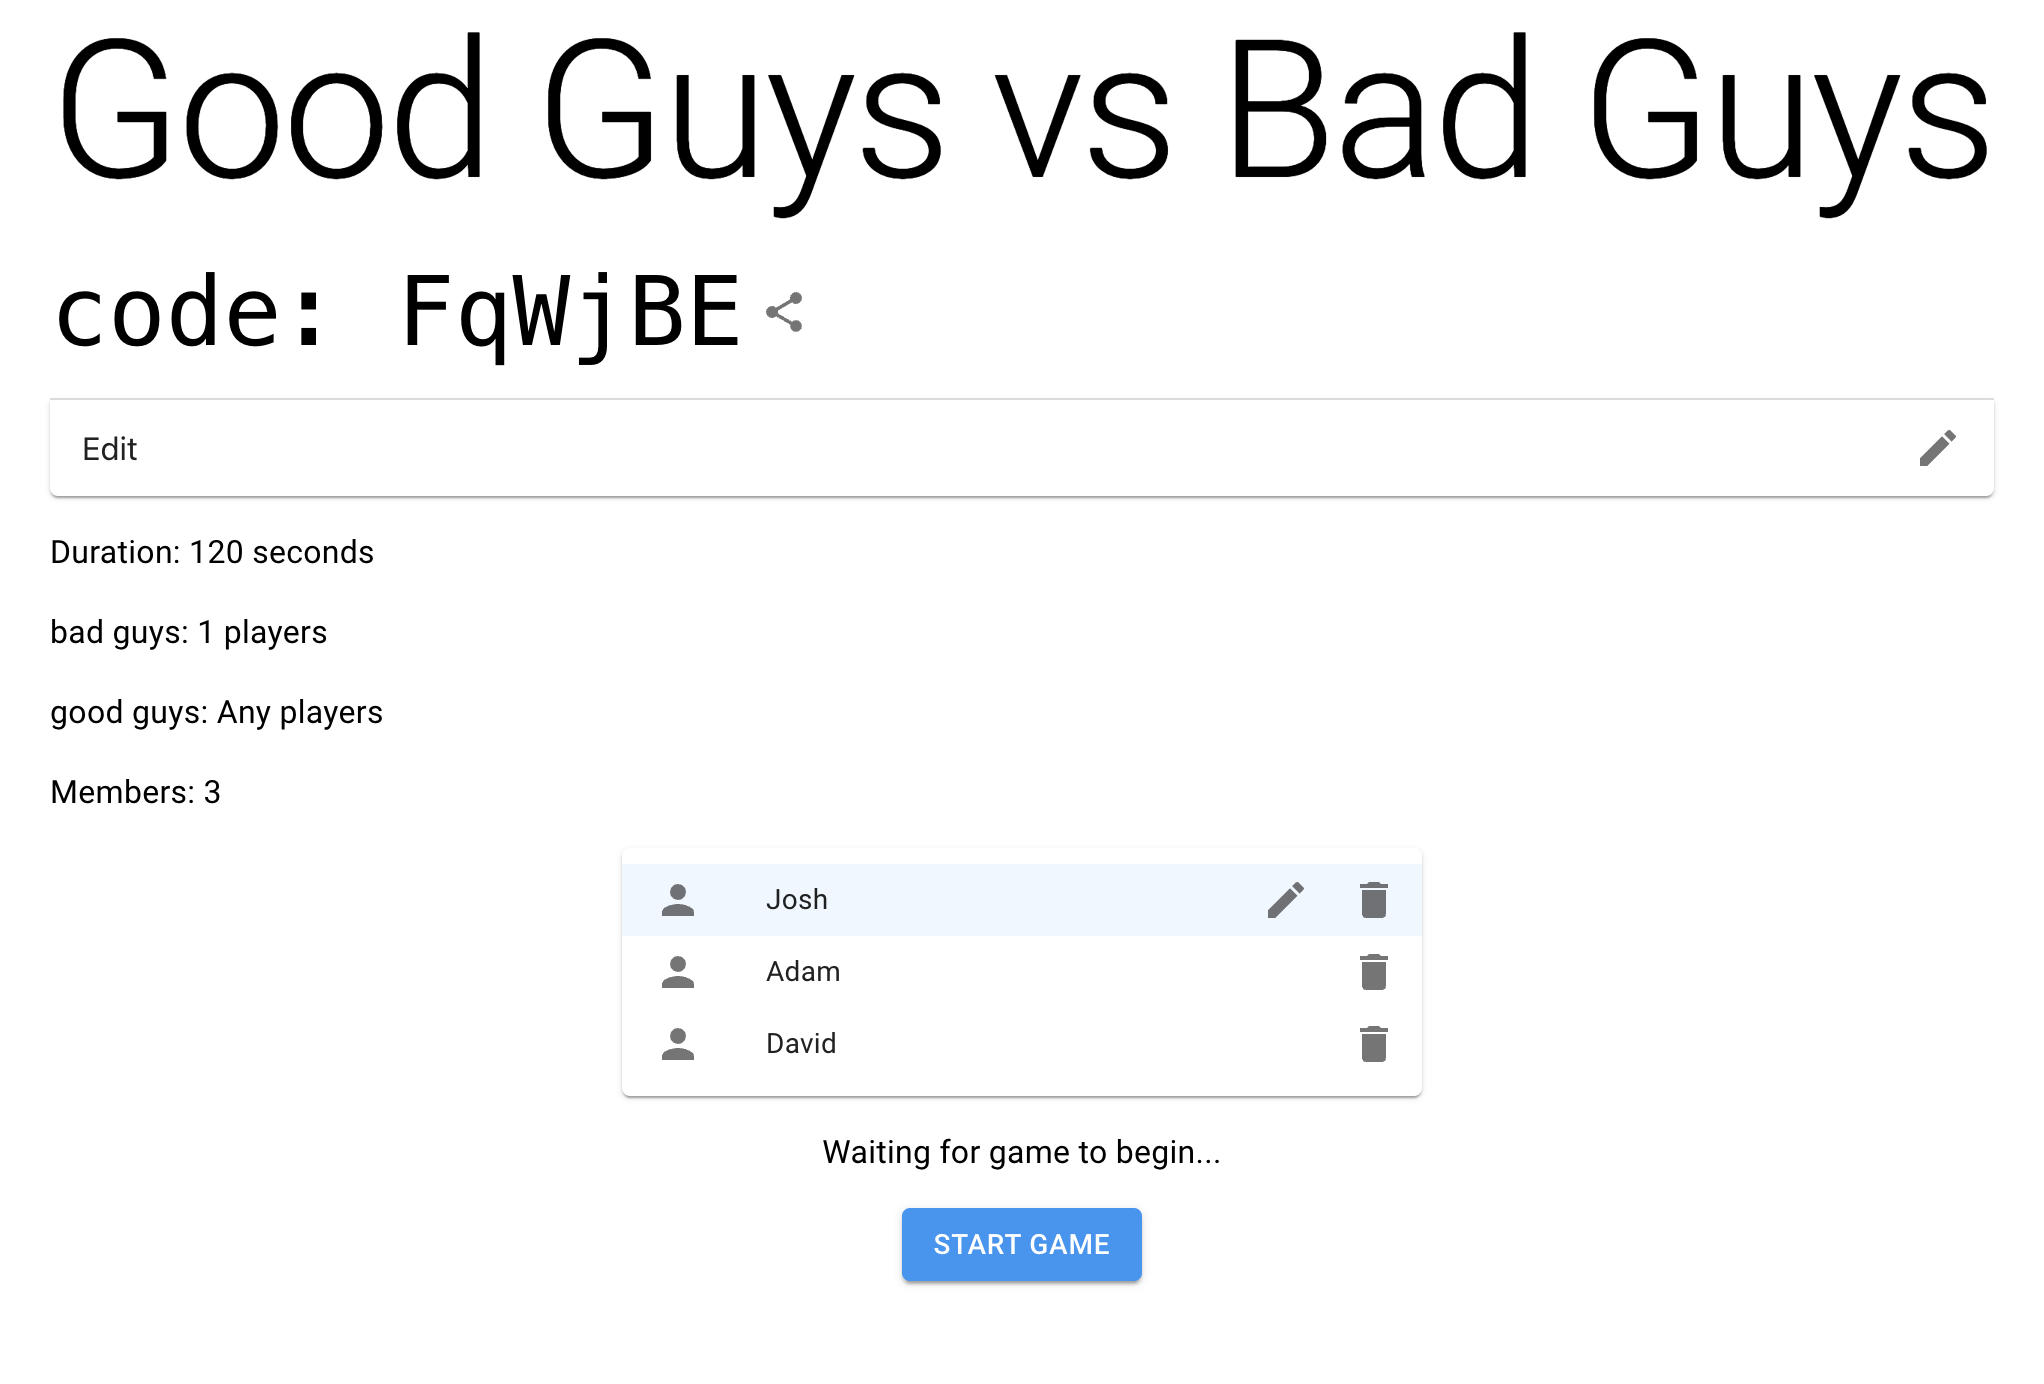 Good Guys vs Bad Guys
code: FqWjBE
Edit
Duration: 120 seconds
bad guys: 1 players
good guys: Any players
Members: 3
Josh
Adam
David
Waiting for game to begin...
START GAME